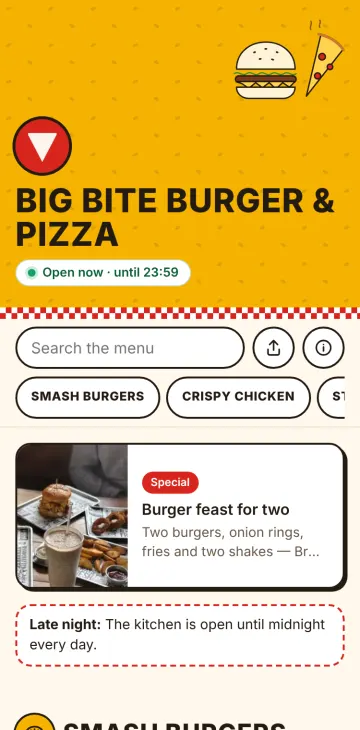 BIG BITE BURGER &
PIZZA
Open now · until 23:59
Search the menu
SMASH BURGERS
CRISPY CHICKEN
Special
Burger feast for two
Two burgers, onion rings,
fries and two shakes — Br...
Late night: The kitchen is open until midnight
every day.
SMASH BURGERS